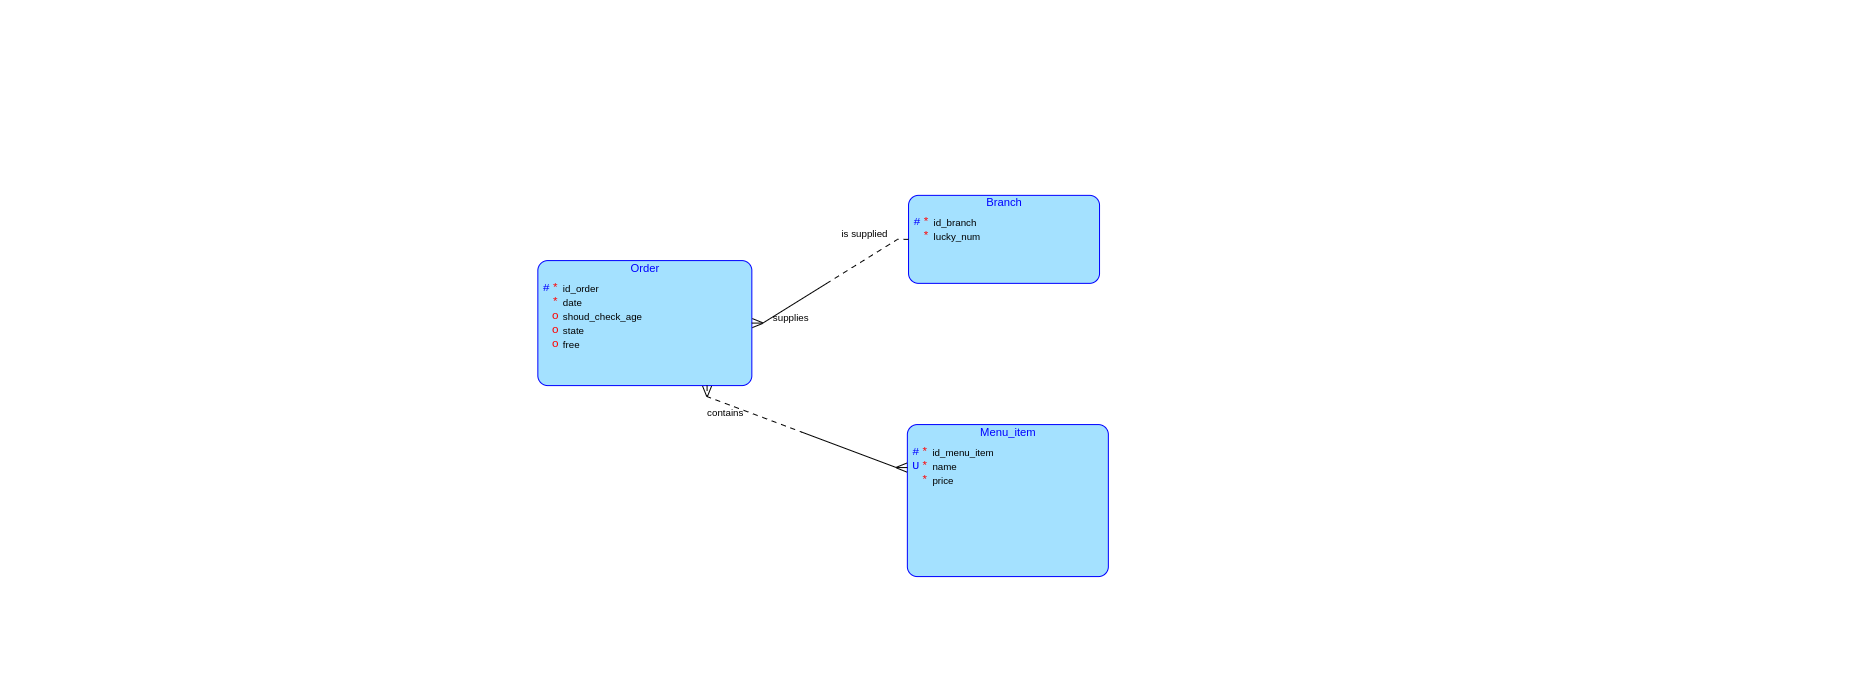 Branch
# * id_branch
* lucky_num
is supplied
Order
# * id_order
* date
o shoud_check_age
o state
o free
supplies
contains
Menu_item
# * id_menu_item
U * name
* price